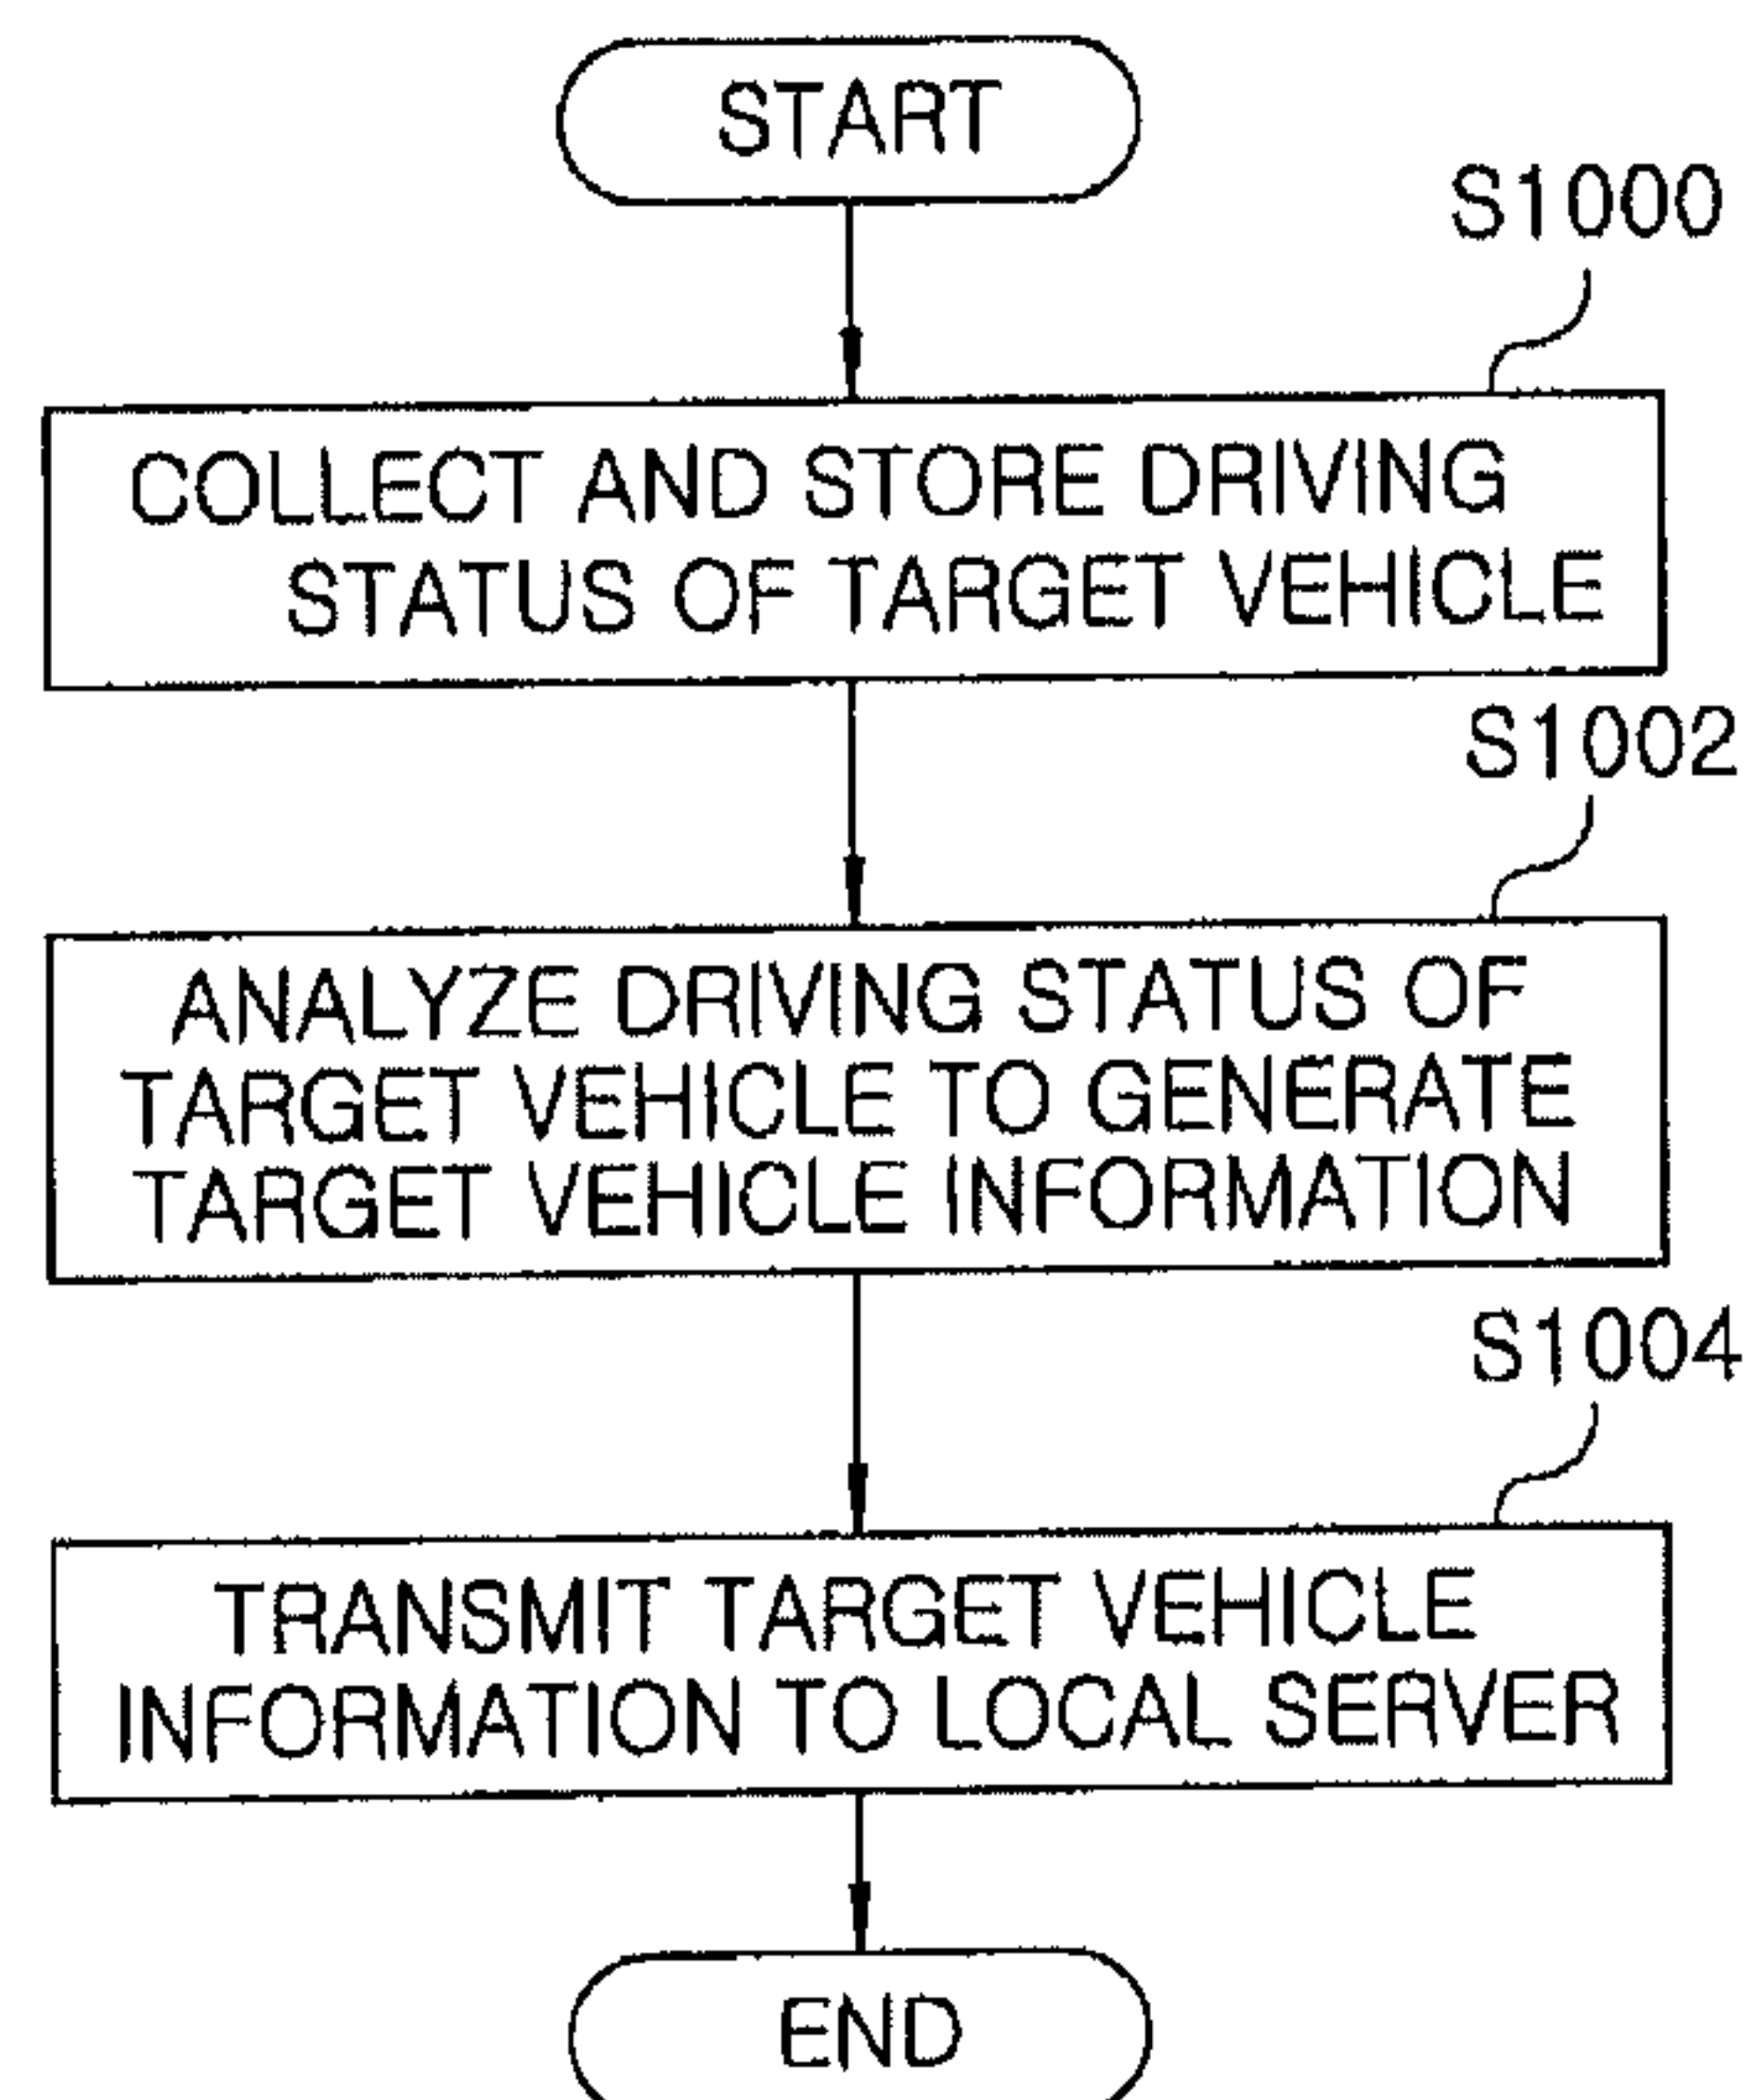 START
S1000
COLLECT AND STORE DRIVING
STATUS OF TARGET VEHICLE
S1002
ANALYZE DRIVING STATUS OF
TARGET VEHICLE TO GENERATE
TARGET VEHICLE INFORMATION
S1004
TRANSMIT TARGET VEHICLE
INFORMATION TO LOCAL SERVER
END